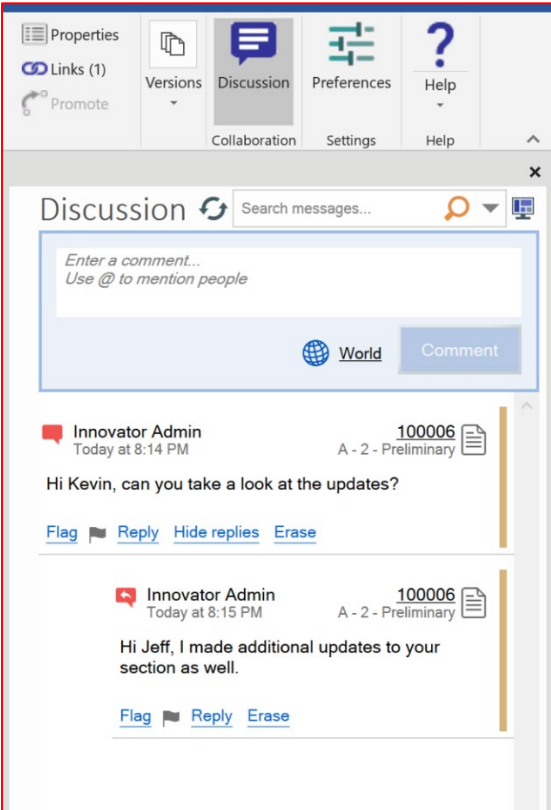 Properties
Links (1)
Promote
Versions
Discussion
Preferences
Help
Collaboration
Settings
Help
Discussion
Search messages...
Enter a comment...
Use @ to mention people
World
Comment
Innovator Admin
100006
Today at 8:14 PM
A - 2 - Preliminary
Hi Kevin, can you take a look at the updates?
Flag Reply Hide replies Erase
Innovator Admin
100006
Today at 8:15 PM
A - 2 - Preliminary
Hi Jeff, I made additional updates to your
section as well.
Flag Reply Erase